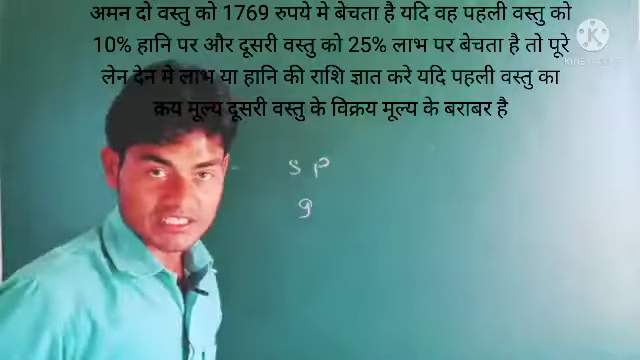 अमन दो वस्तु को 1769 रुपये मे बेचता है यदि वह पहली वस्तु को
10% हानि पर और दूसरी वस्तु को 25% लाभ पर बेचता है तो पूरे
लेन देन मे लाभ या हानि की राशि ज्ञात करे यदि पहली वस्तु का
क्रय मूल्य दूसरी वस्तु के विक्रय मूल्य के बराबर है
S P
9